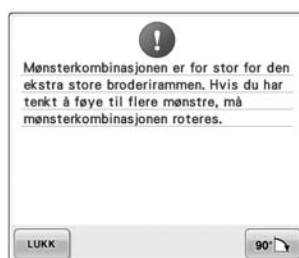 Mønsterkombinasjonen er for stor for den
ekstra store broderirammen. Hvis du har
tenkt å føye til flere mønstre, må
mønsterkombinasjonen roteres.
LUKK
90°